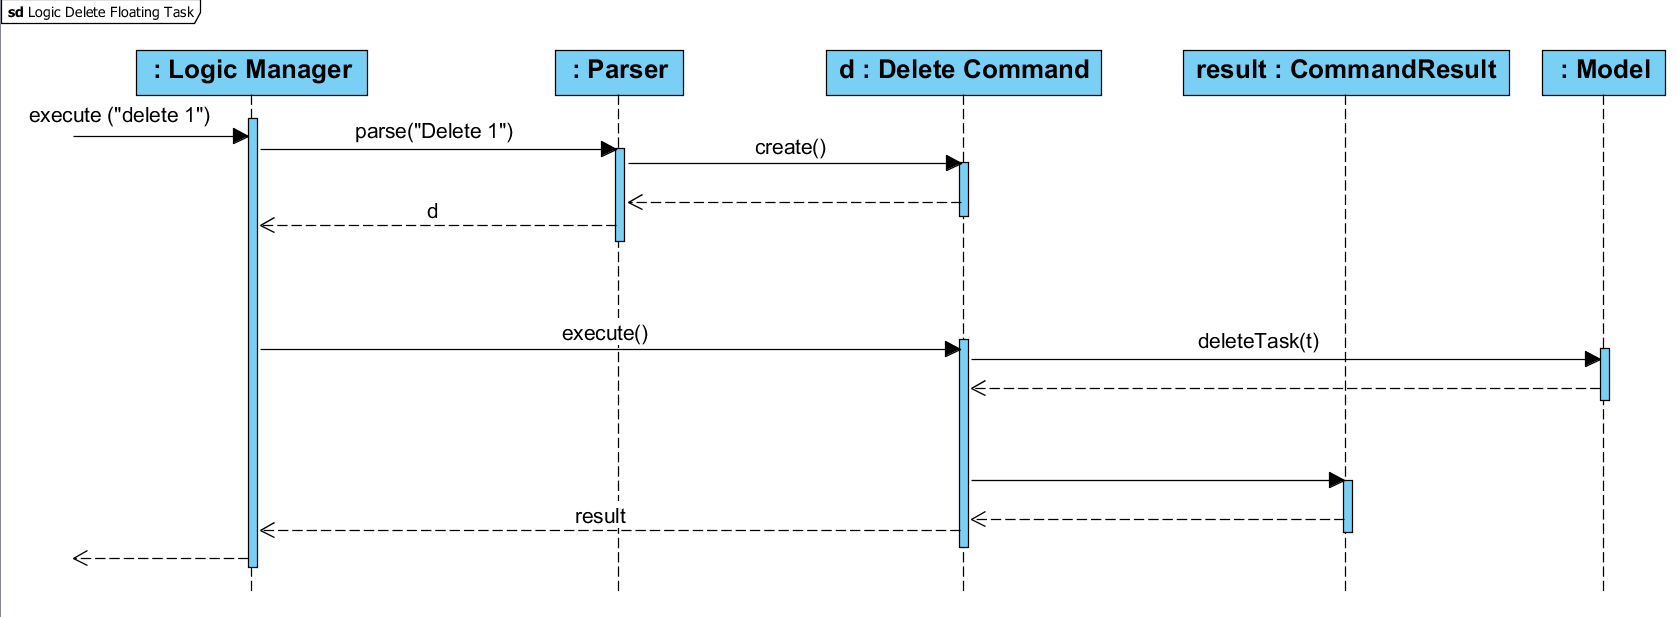 sd Logic Delete Floating Task
: Logic Manager
: Parser
d : Delete Command
result : CommandResult
: Model
execute ("delete 1")
parse("Delete 1")
create()
d
execute()
deleteTask(t)
result